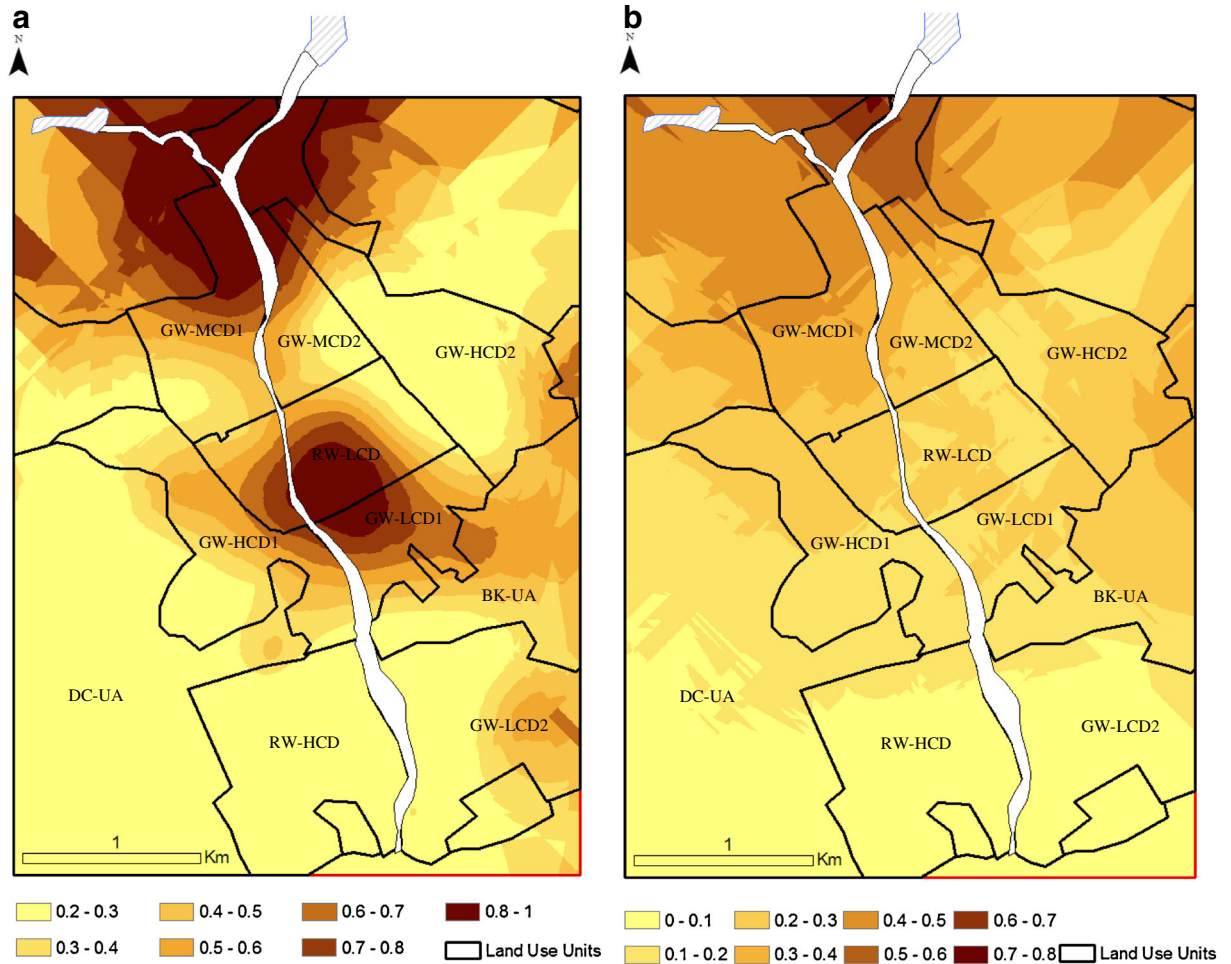 a
N
GW-MCD1
GW-MCD2
GW-HCD2
RW-LCD
GW-LCD1
GW-HCD1
BK-UA
DC-UA
GW-LCD2
RW-HCD
1
Km
0.2 - 0.3
0.4 - 0.5
0.6 - 0.7
0.8 - 1
0.3 - 0.4
0.5 - 0.6
0.7 - 0.8
Land Use Units
b
N
GW-MCD1
GW-MCD2
GW-HCD2
RW-LCD
GW-LCD1
GW-HCD1
BK-UA
DC-UA
GW-LCD2
RW-HCD
1
Km
0 - 0.1
0.2 - 0.3
0.4 - 0.5
0.6 - 0.7
0.1 - 0.2
0.3 - 0.4
0.5 - 0.6
0.7 - 0.8
Land Use Units